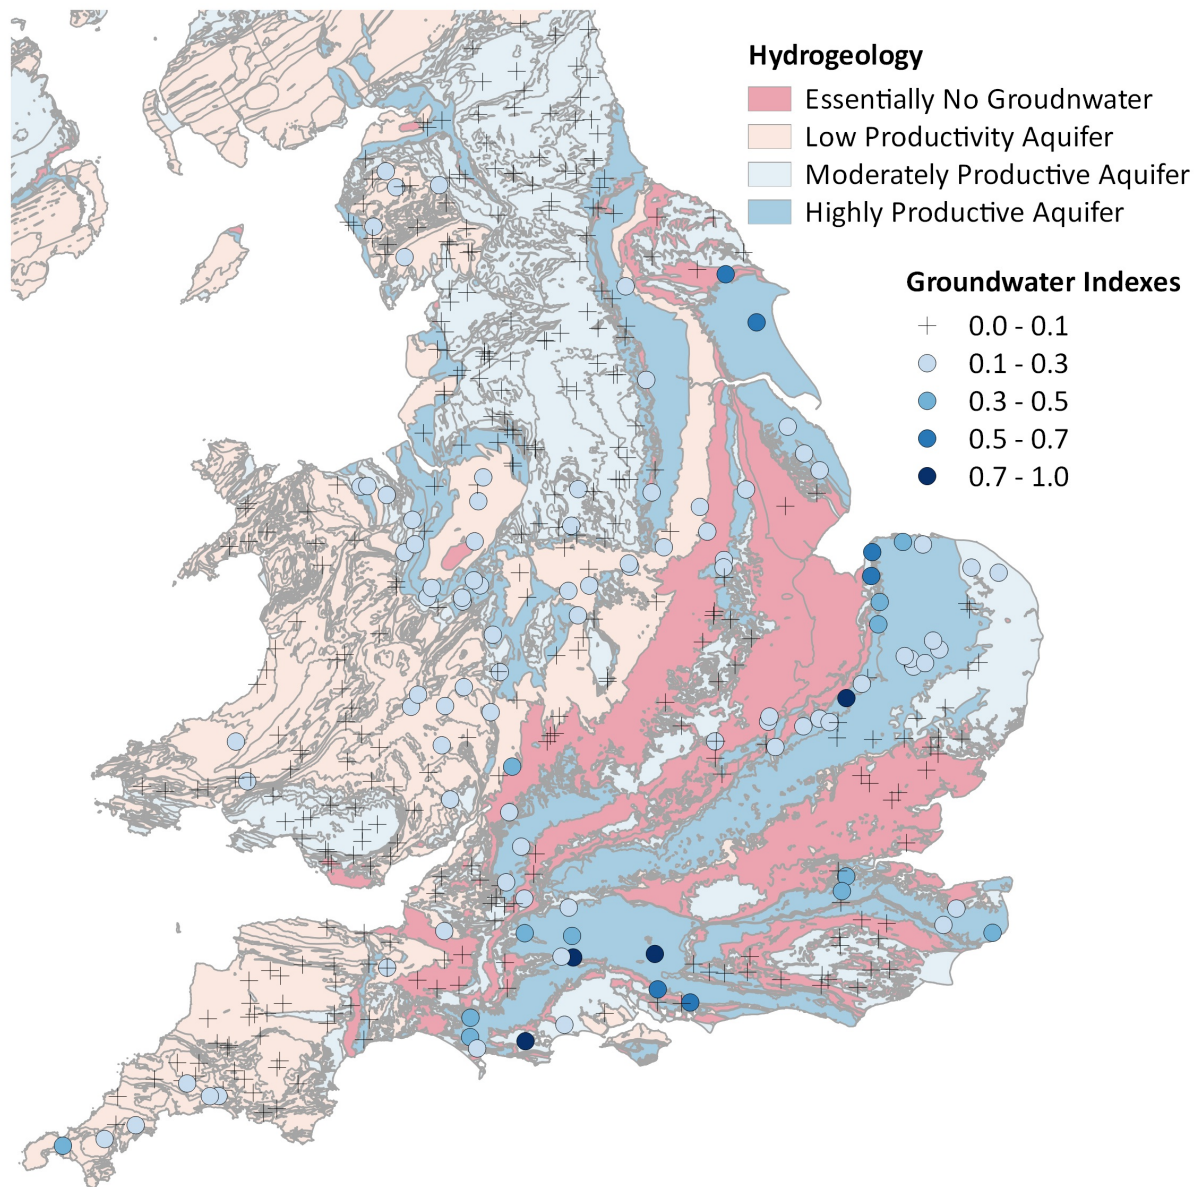 Hydrogeology
Essentially No Groudnwater
Low Productivity Aquifer
Moderately Productive Aquifer
Highly Productive Aquifer
Groundwater Indexes
0.0 - 0.1
0.1 - 0.3
0.3 - 0.5
0.5 - 0.7
0.7 - 1.0